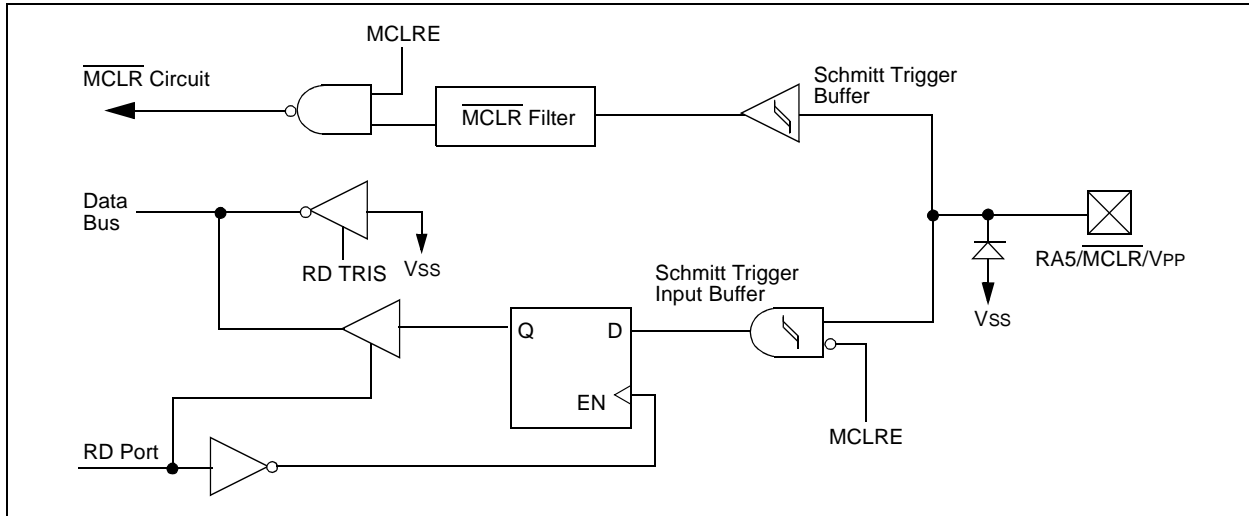 MCLRE
MCLR Circuit
Schmitt Trigger
Buffer
MCLR Filter
Data
Bus
RD TRIS
VSS
RA5/MCLR/VPP
Schmitt Trigger
Input Buffer
VSS
Q
D
EN
MCLRE
RD Port